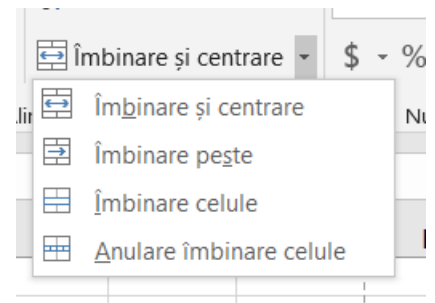 Îmbinare și centrare $ %
Îmbinare și centrare
Îmbinare peste
Îmbinare celule
Anulare îmbinare celule